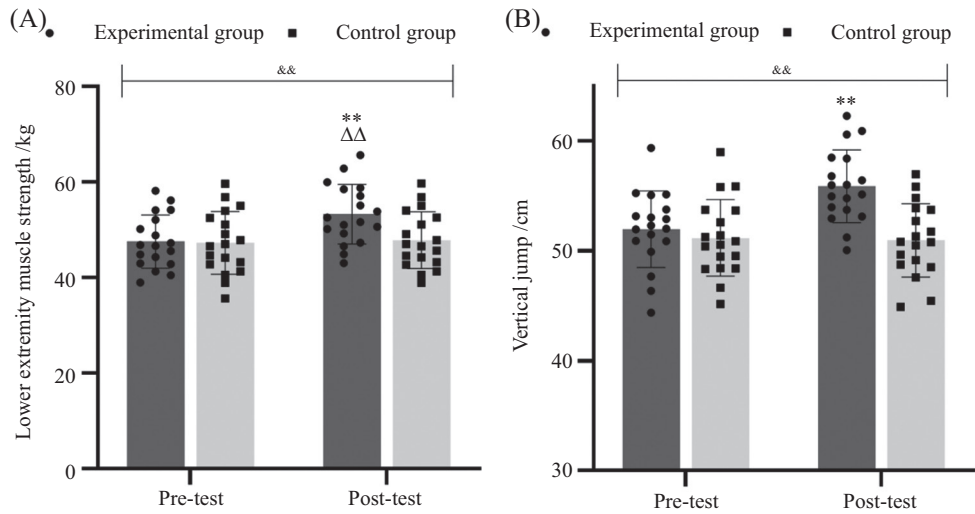 (A)
Experimental group
Control group
&&
80
60
40
20
0
**
ΔΔ
Lower extremity muscle strength /kg
Pre-test
Post-test
(B)
Experimental group
Control group
&&
60
50
40
30
**
Vertical jump /cm
Pre-test
Post-test